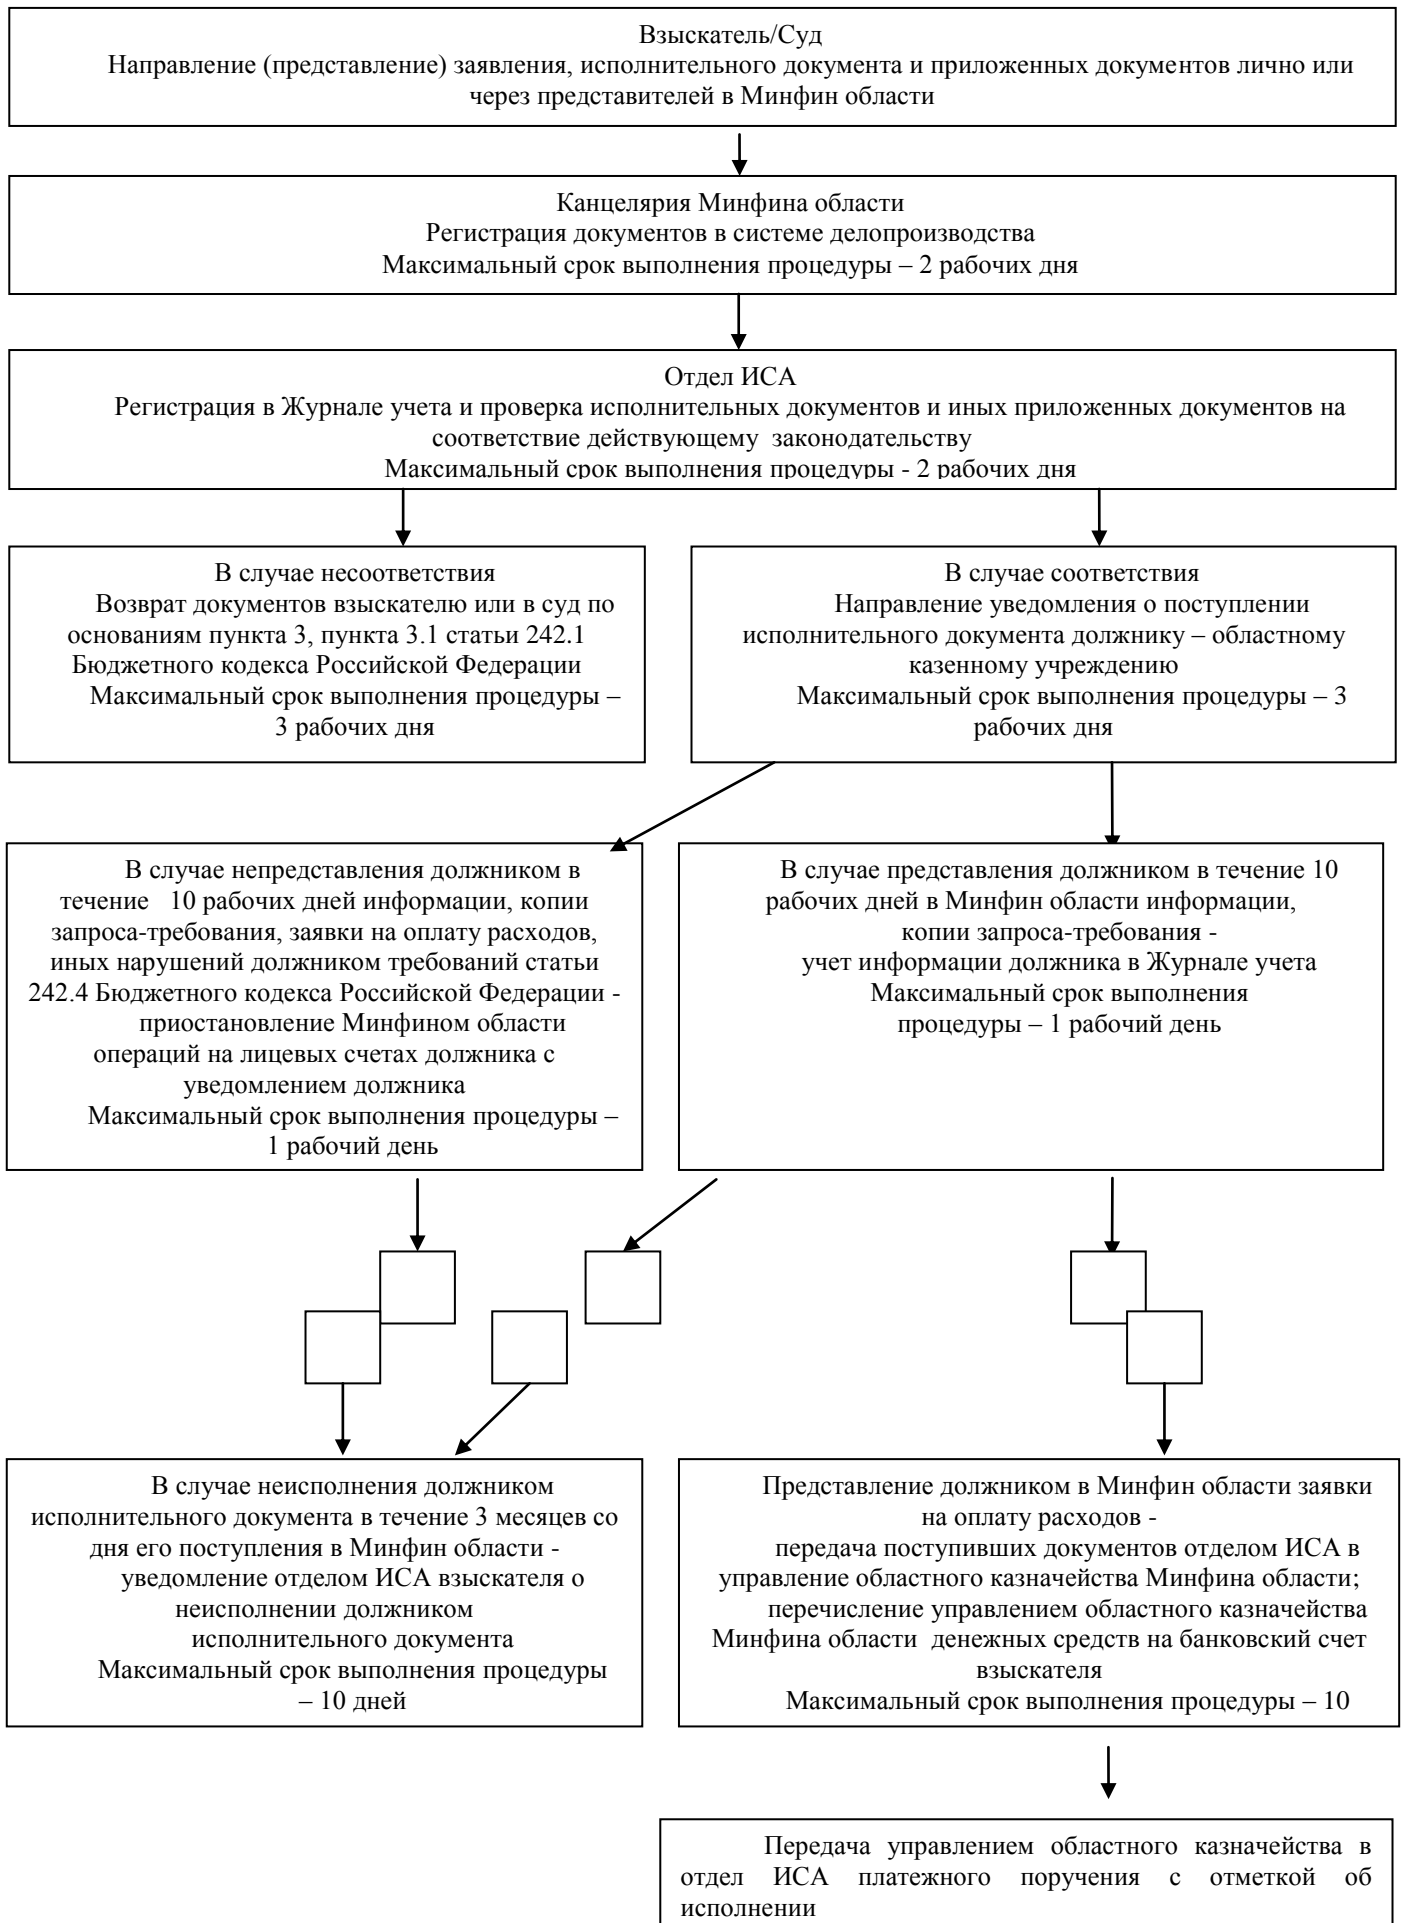 Взыскатель/Суд
Направление (представление) заявления, исполнительного документа и приложенных документов лично или
через представителей в Минфин области
Канцелярия Минфина области
Регистрация документов в системе делопроизводства
Максимальный срок выполнения процедуры – 2 рабочих дня
Отдел ИСА
Регистрация в Журнале учета и проверка исполнительных документов и иных приложенных документов на
соответствие действующему законодательству
Максимальный срок выполнения процедуры - 2 рабочих дня
В случае несоответствия
Возврат документов взыскателю или в суд по
основаниям пункта 3, пункта 3.1 статьи 242.1
Бюджетного кодекса Российской Федерации
Максимальный срок выполнения процедуры –
3 рабочих дня
В случае соответствия
Направление уведомления о поступлении
исполнительного документа должнику – областному
казенному учреждению
Максимальный срок выполнения процедуры – 3
рабочих дня
В случае непредставления должником в
течение 10 рабочих дней информации, копии
запроса-требования, заявки на оплату расходов,
иных нарушений должником требований статьи
242.4 Бюджетного кодекса Российской Федерации -
приостановление Минфином области
операций на лицевых счетах должника с
уведомлением должника
Максимальный срок выполнения процедуры –
1 рабочий день
В случае представления должником в течение 10
рабочих дней в Минфин области информации,
копии запроса-требования -
учет информации должника в Журнале учета
Максимальный срок выполнения
процедуры – 1 рабочий день
В случае неисполнения должником
исполнительного документа в течение 3 месяцев со
дня его поступления в Минфин области -
уведомление отделом ИСА взыскателя о
неисполнении должником
исполнительного документа
Максимальный срок выполнения процедуры
– 10 дней
Представление должником в Минфин области заявки
на оплату расходов -
передача поступивших документов отделом ИСА в
управление областного казначейства Минфина области;
перечисление управлением областного казначейства
Минфина области денежных средств на банковский счет
взыскателя
Максимальный срок выполнения процедуры – 10
Передача управлением областного казначейства в
отдел ИСА платежного поручения с отметкой об
исполнении